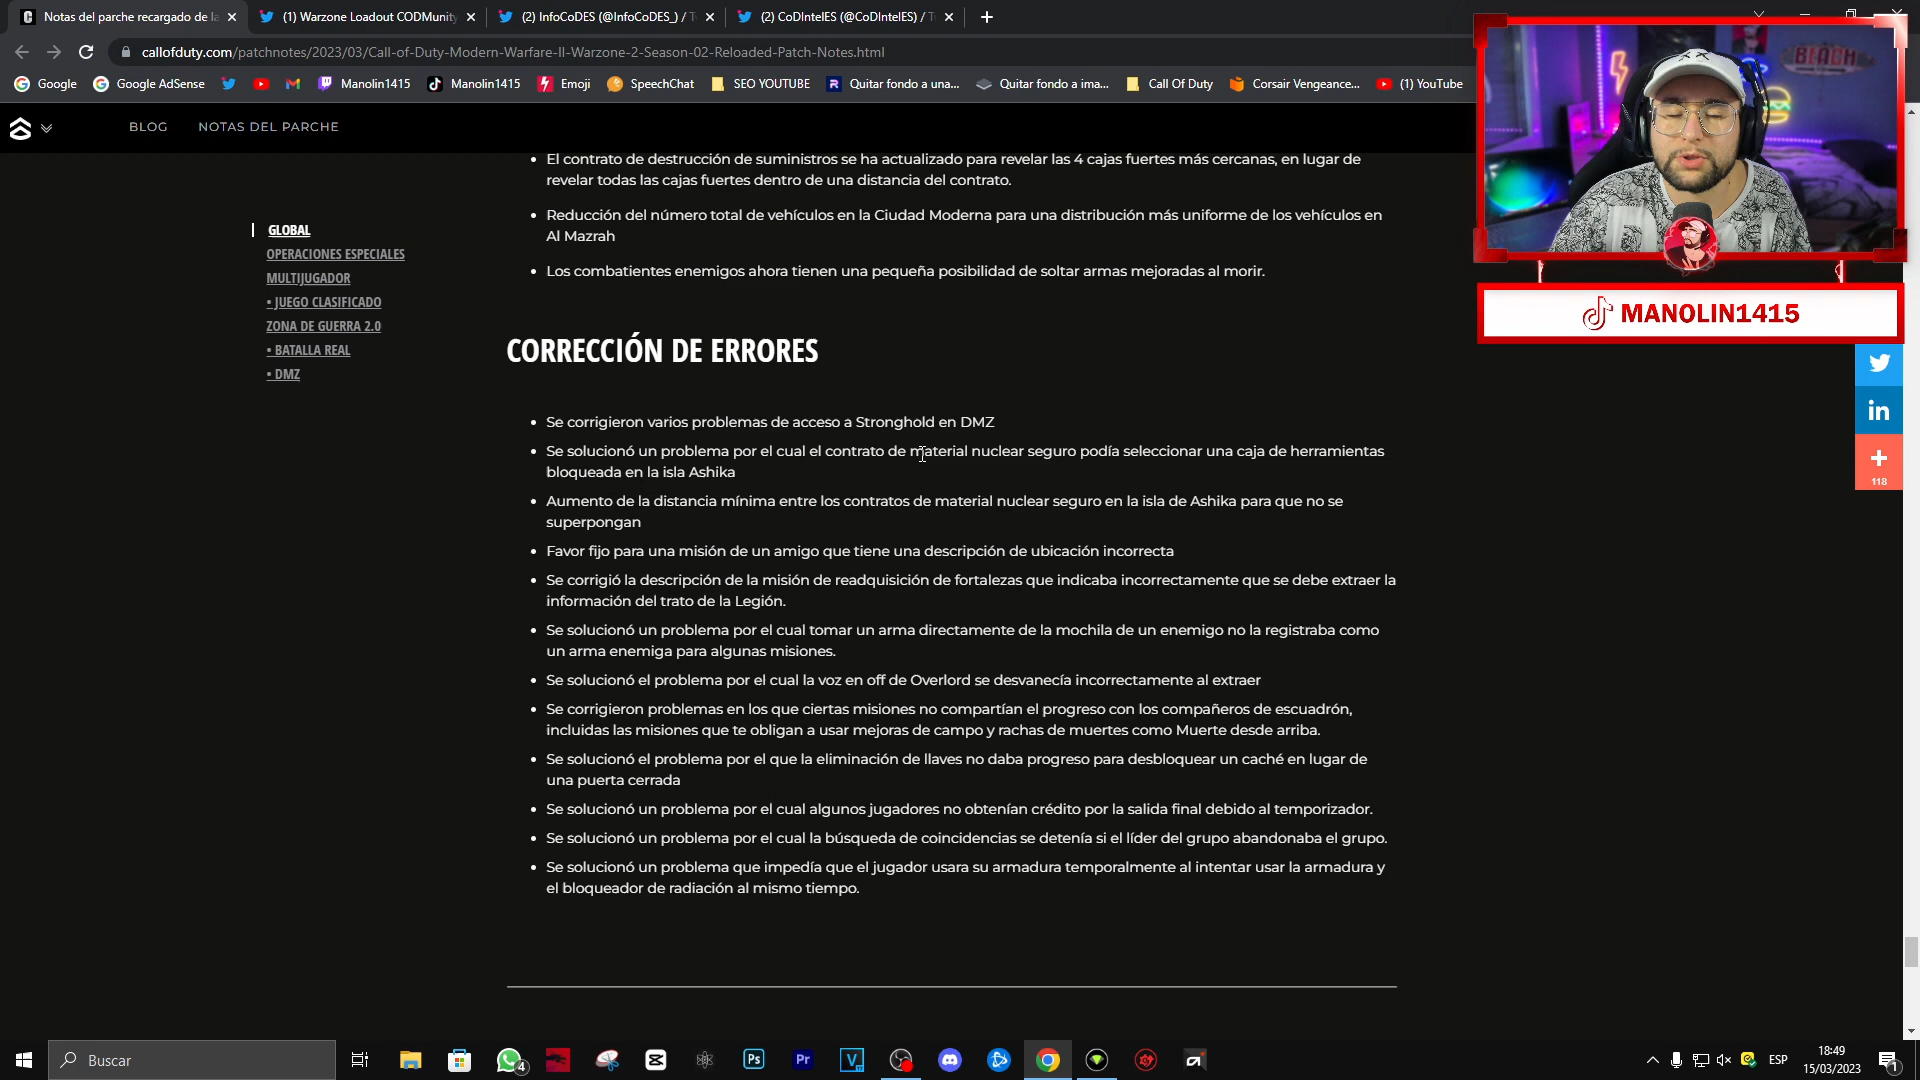 Notas del parche recargado de la
(1) Warzone Loadout CODMunity
(2) InfoCoDES (@InfoCoDES_) / T
(2) CoDIntelES (@CoDIntelES) / T
callofduty.com/patchnotes/2023/03/Call-of-Duty-Modern-Warfare-II-Warzone-2-Season-02-Reloaded-Patch-Notes.html
Google
Google AdSense
Manolin1415
Manolin1415
Emoji
SpeechChat
SEO YOUTUBE
Quitar fondo a una...
Quitar fondo a ima...
Call Of Duty
Corsair Vengeance...
(1) YouTube
BLOG
NOTAS DEL PARCHE
GLOBAL
OPERACIONES ESPECIALES
MULTIJUGADOR
• JUEGO CLASIFICADO
ZONA DE GUERRA 2.0
• BATALLA REAL
• DMZ
• El contrato de destrucción de suministros se ha actualizado para revelar las 4 cajas fuertes más cercanas, en lugar de
revelar todas las cajas fuertes dentro de una distancia del contrato.
• Reducción del número total de vehículos en la Ciudad Moderna para una distribución más uniforme de los vehículos en
Al Mazrah
• Los combatientes enemigos ahora tienen una pequeña posibilidad de soltar armas mejoradas al morir.
CORRECCIÓN DE ERRORES
• Se corrigieron varios problemas de acceso a Stronghold en DMZ
• Se solucionó un problema por el cual el contrato de material nuclear seguro podía seleccionar una caja de herramientas
bloqueada en la isla Ashika
• Aumento de la distancia mínima entre los contratos de material nuclear seguro en la isla de Ashika para que no se
superpongan
• Favor fijo para una misión de un amigo que tiene una descripción de ubicación incorrecta
• Se corrigió la descripción de la misión de readquisición de fortalezas que indicaba incorrectamente que se debe extraer la
información del trato de la Legión.
• Se solucionó un problema por el cual tomar un arma directamente de la mochila de un enemigo no la registraba como
un arma enemiga para algunas misiones.
• Se solucionó el problema por el cual la voz en off de Overlord se desvanecía incorrectamente al extraer
• Se corrigieron problemas en los que ciertas misiones no compartían el progreso con los compañeros de escuadrón,
incluidas las misiones que te obligan a usar mejoras de campo y rachas de muertes como Muerte desde arriba.
• Se solucionó el problema por el que la eliminación de llaves no daba progreso para desbloquear un caché en lugar de
una puerta cerrada
• Se solucionó un problema por el cual algunos jugadores no obtenían crédito por la salida final debido al temporizador.
• Se solucionó un problema por el cual la búsqueda de coincidencias se detenía si el líder del grupo abandonaba el grupo.
• Se solucionó un problema que impedía que el jugador usara su armadura temporalmente al intentar usar la armadura y
el bloqueador de radiación al mismo tiempo.
BEACH
MANOLIN1415
in
118
Buscar
4
Ps
Pr
V
ESP
18:49
15/03/2023
1